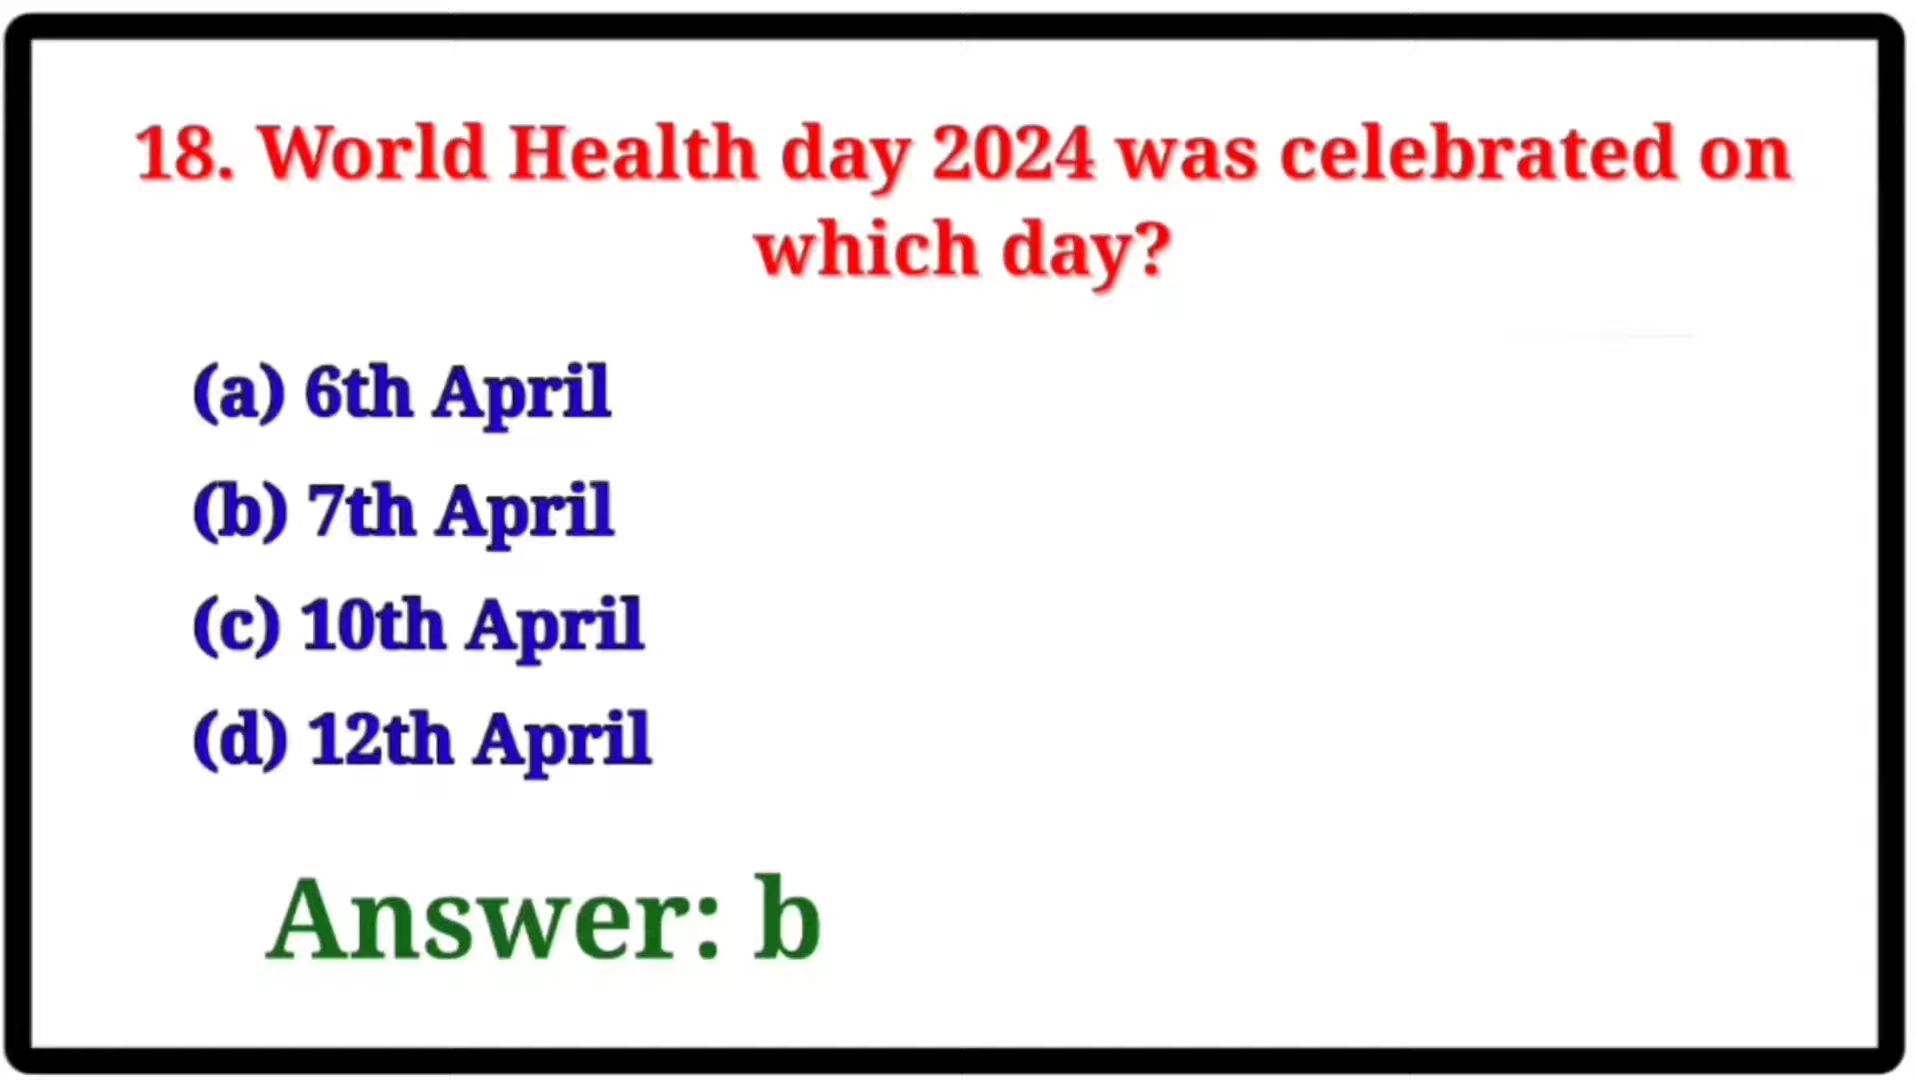 18. World Health day 2024 was celebrated on
which day?
(a) 6th April
(b) 7th April
(c) 10th April
(d) 12th April
Answer: b